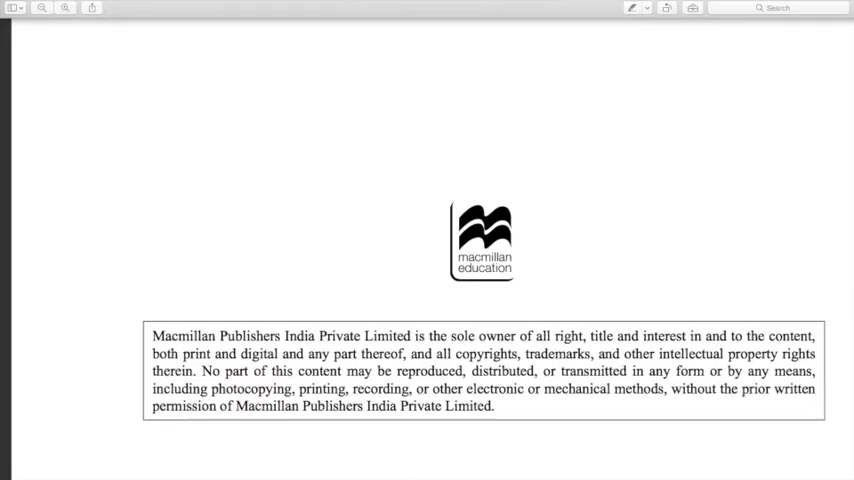 Search
macmillan
education
Macmillan Publishers India Private Limited is the sole owner of all right, title and interest in and to the content,
both print and digital and any part thereof, and all copyrights, trademarks, and other intellectual property rights
therein. No part of this content may be reproduced, distributed, or transmitted in any form or by any means,
including photocopying, printing, recording, or other electronic or mechanical methods, without the prior written
permission of Macmillan Publishers India Private Limited.